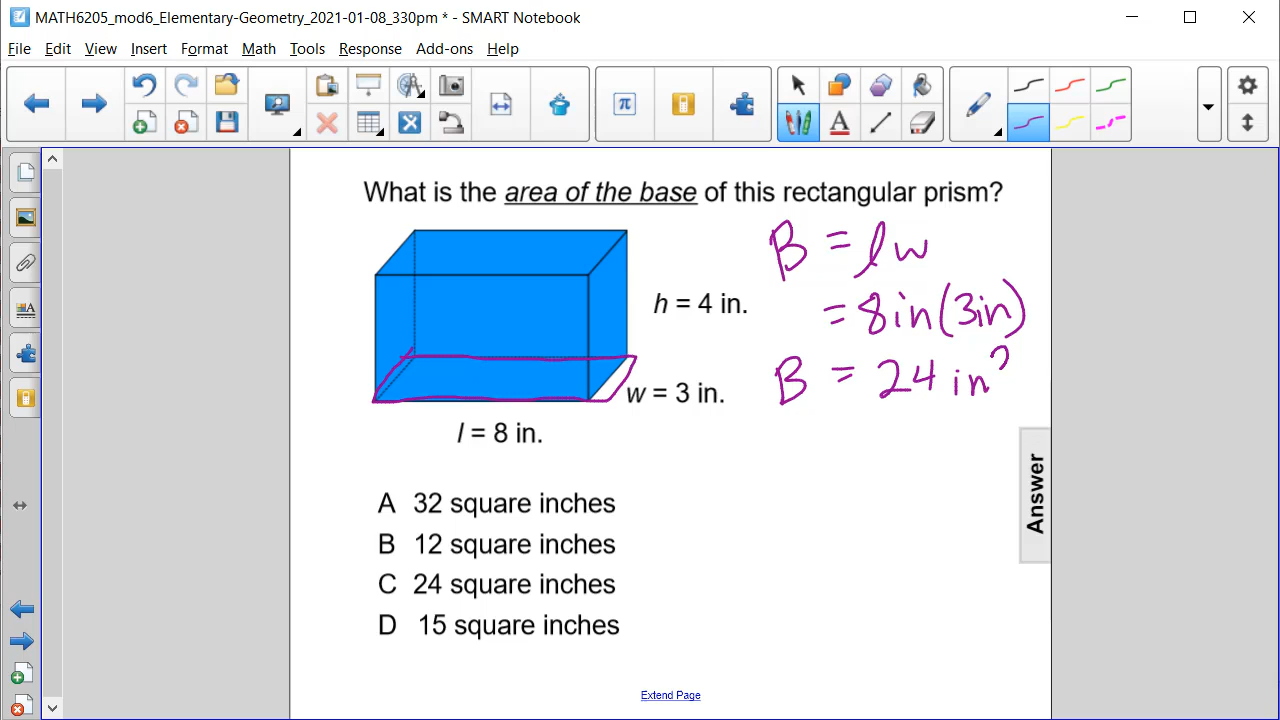 MATH6205_mod6_Elementary-Geometry_2021-01-08_330pm * - SMART Notebook
File Edit View Insert Format Math Tools Response Add-ons Help
What is the area of the base of this rectangular prism?
B = lw
h = 4 in.
= 8in(3in)
B = 24 in²
w = 3 in.
l = 8 in.
Answer
A 32 square inches
B 12 square inches
C 24 square inches
D 15 square inches
Extend Page